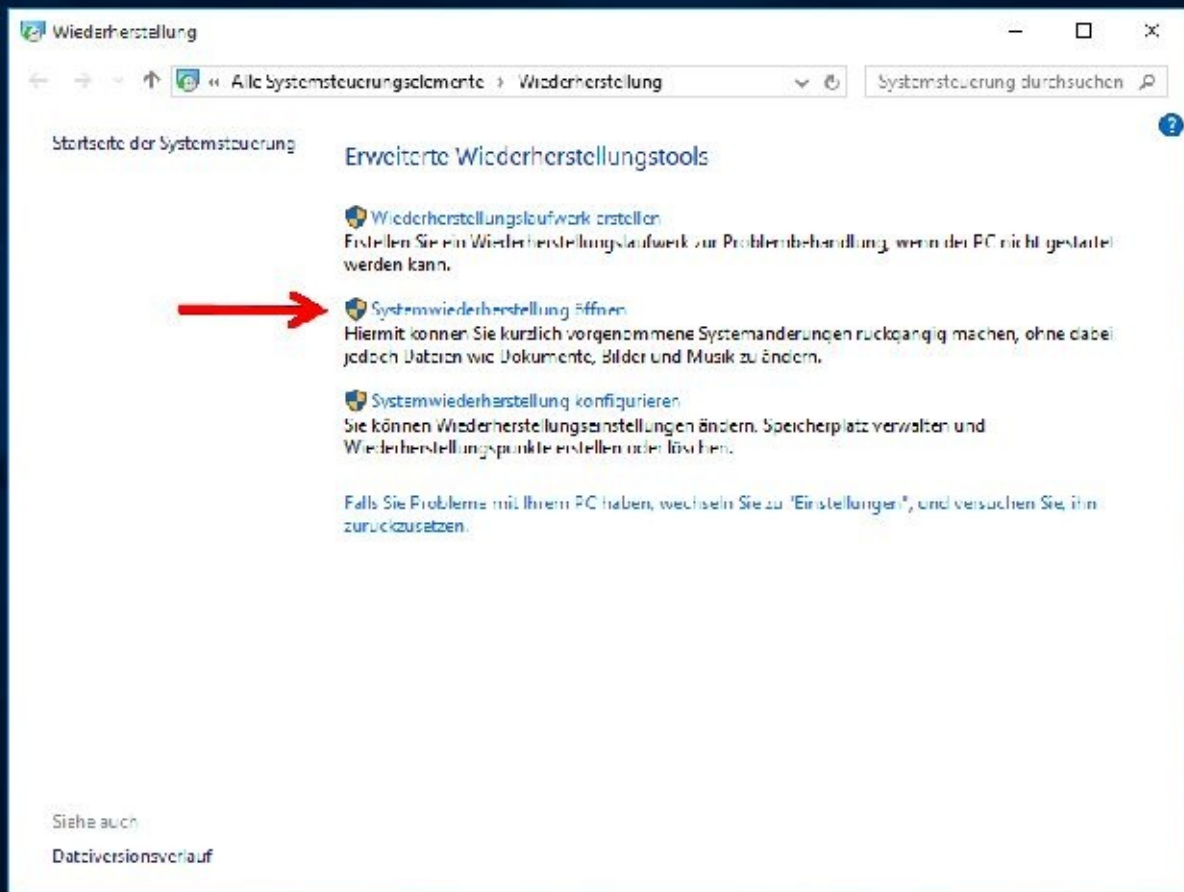 Wiederherstellung
« Alle Systemsteuerungselemente › Wiederherstellung
Systemsteuerung durchsuchen
?
Startseite der Systemsteuerung
Erweiterte Wiederherstellungstools
Wiederherstellungslaufwerk erstellen
Erstellen Sie ein Wiederherstellungslaufwerk zur Problembehandlung, wenn der PC nicht gestartet
werden kann.
Systemwiederherstellung öffnen
Hiermit können Sie kürzlich vorgenommene Systemänderungen rückgängig machen, ohne dabei
jedoch Dateien wie Dokumente, Bilder und Musik zu ändern.
Systemwiederherstellung konfigurieren
Sie können Wiederherstellungseinstellungen ändern, Speicherplatz verwalten und
Wiederherstellungspunkte erstellen oder löschen.
Falls Sie Probleme mit Ihrem PC haben, wechseln Sie zu "Einstellungen", und versuchen Sie, ihn
zurückzusetzen.
Siehe auch
Dateiversionsverlauf